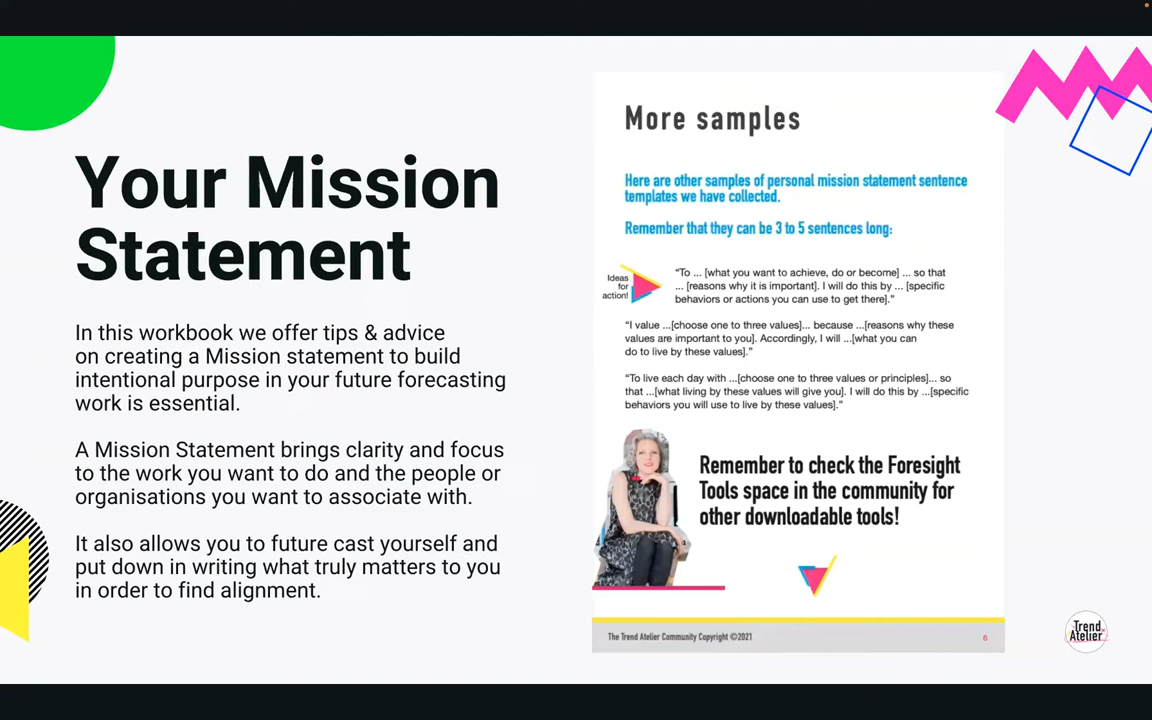 Your Mission
Statement
In this workbook we offer tips & advice
on creating a Mission statement to build
intentional purpose in your future forecasting
work is essential.
A Mission Statement brings clarity and focus
to the work you want to do and the people or
organisations you want to associate with.
It also allows you to future cast yourself and
put down in writing what truly matters to you
in order to find alignment.
More samples
Here are other samples of personal mission statement sentence
templates we have collected.
Remember that they can be 3 to 5 sentences long:
Ideas
for
action!
“To ... [what you want to achieve, do or become] ... so that
... [reasons why it is important]. I will do this by ... [specific
behaviors or actions you can use to get there].”
“I value ...[choose one to three values]... because ...[reasons why these
values are important to you]. Accordingly, I will ...[what you can
do to live by these values].”
“To live each day with ...[choose one to three values or principles]... so
that ...[what living by these values will give you]. I will do this by ...[specific
behaviors you will use to live by these values].”
Remember to check the Foresight
Tools space in the community for
other downloadable tools!
The Trend Atelier Community Copyright ©2021
6
Trend
Atelier